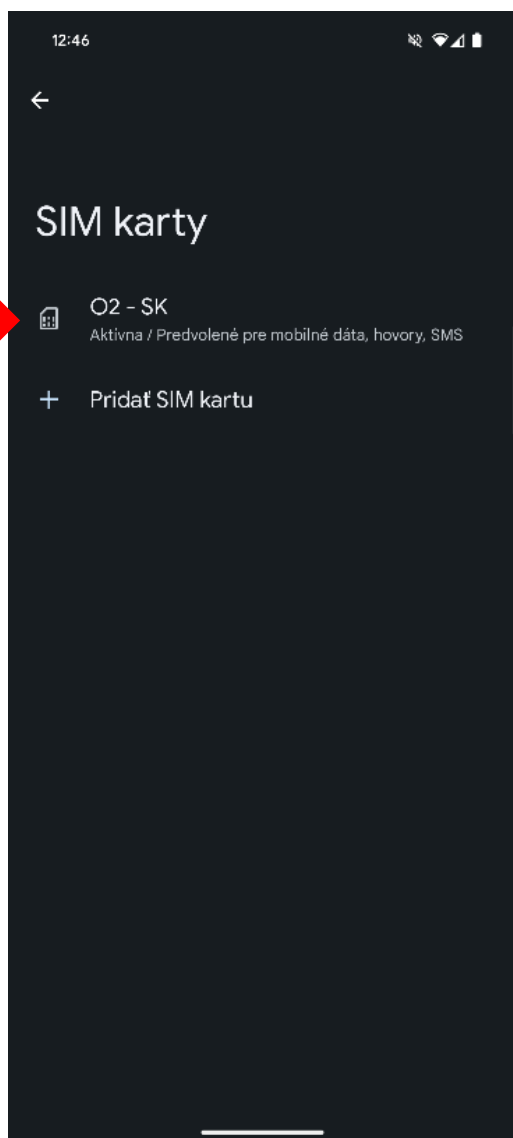 12:46
SIM karty
O2 – SK
Aktívna / Predvolené pre mobilné dáta, hovory, SMS
Pridať SIM kartu